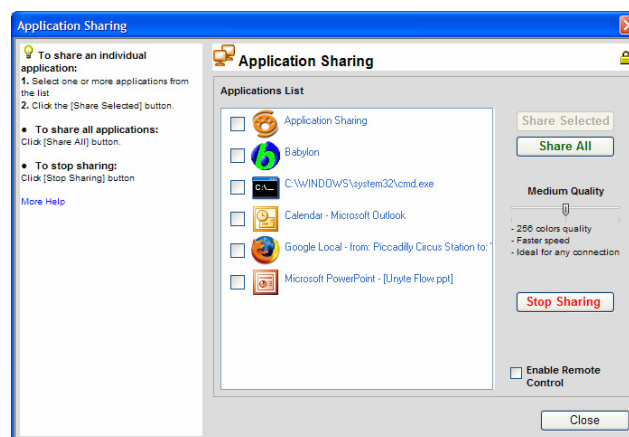 Application Sharing
To share an individual
application:
1. Select one or more applications from
the list
2. Click the [Share Selected] button.
• To share all applications:
Click [Share All] button.
• To stop sharing:
Click [Stop Sharing] button
More Help
Application Sharing
Applications List
Application Sharing
Babylon
C:\WINDOWS\system32\cmd.exe
Calendar - Microsoft Outlook
Google Local - from: Piccadilly Circus Station to: '
Microsoft PowerPoint - [Unyte Flow.ppt]
Share Selected
Share All
Medium Quality
- 256 colors quality
- Faster speed
- Ideal for any connection
Stop Sharing
Enable Remote
Control
Close